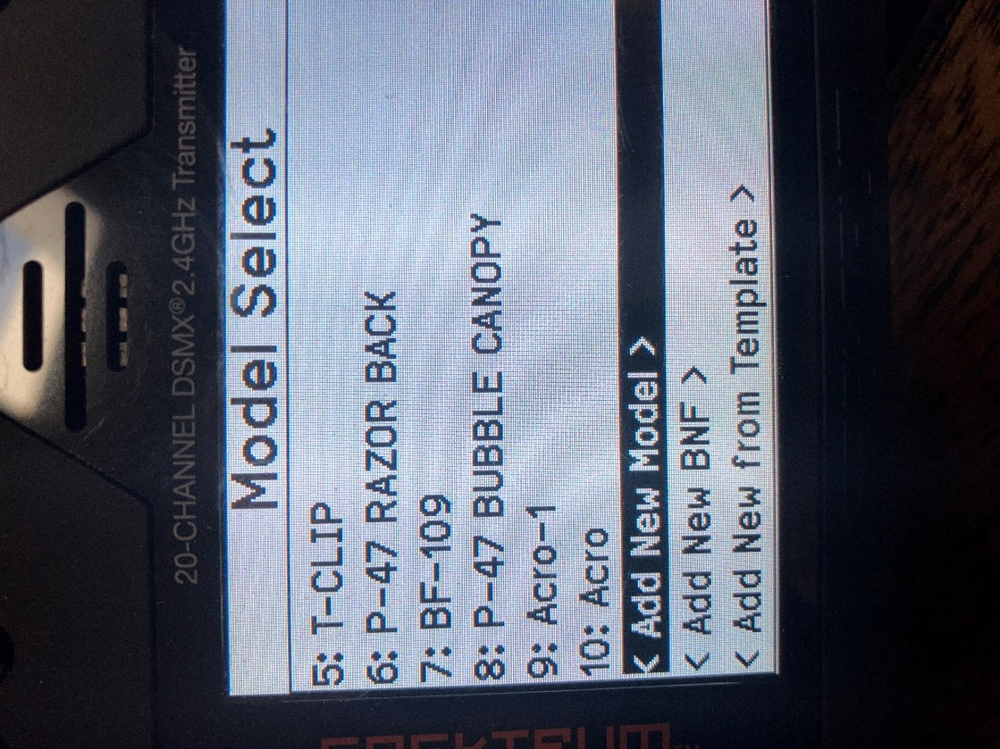 20-CHANNEL DSMX® 2.4GHz Transmitter
Model Select
5: T-CLIP
6: P-47 RAZOR BACK
7: BF-109
8: P-47 BUBBLE CANOPY
9: Acro-1
10: Acro
< Add New Model >
< Add New BNF >
< Add New from Template >
SPEKTRUM™